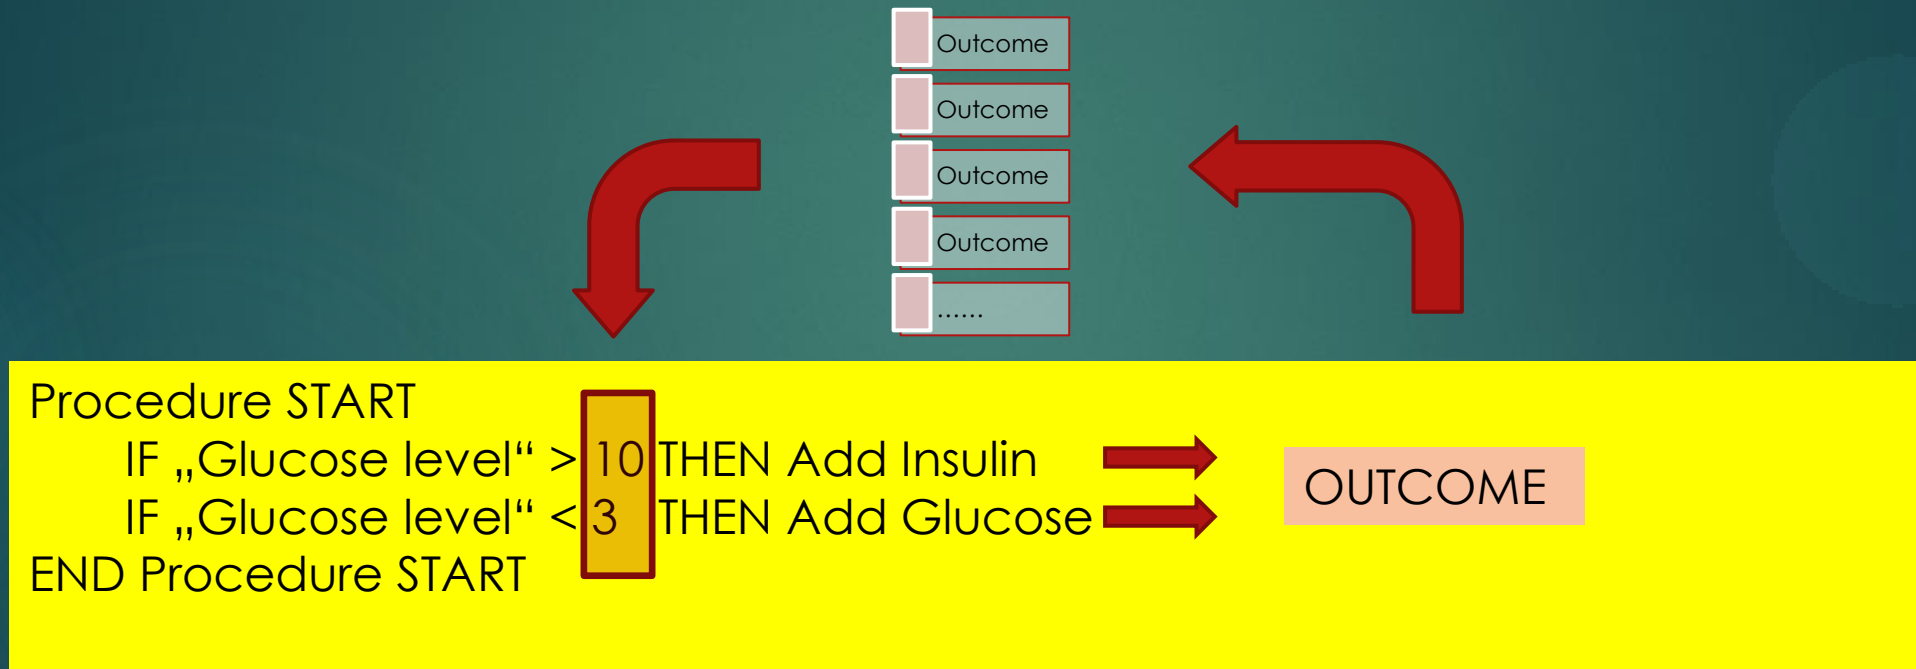 Outcome
Outcome
Outcome
Outcome
......
Procedure START
IF „Glucose level“ > 10 THEN Add Insulin
IF „Glucose level“ < 3 THEN Add Glucose
END Procedure START
OUTCOME